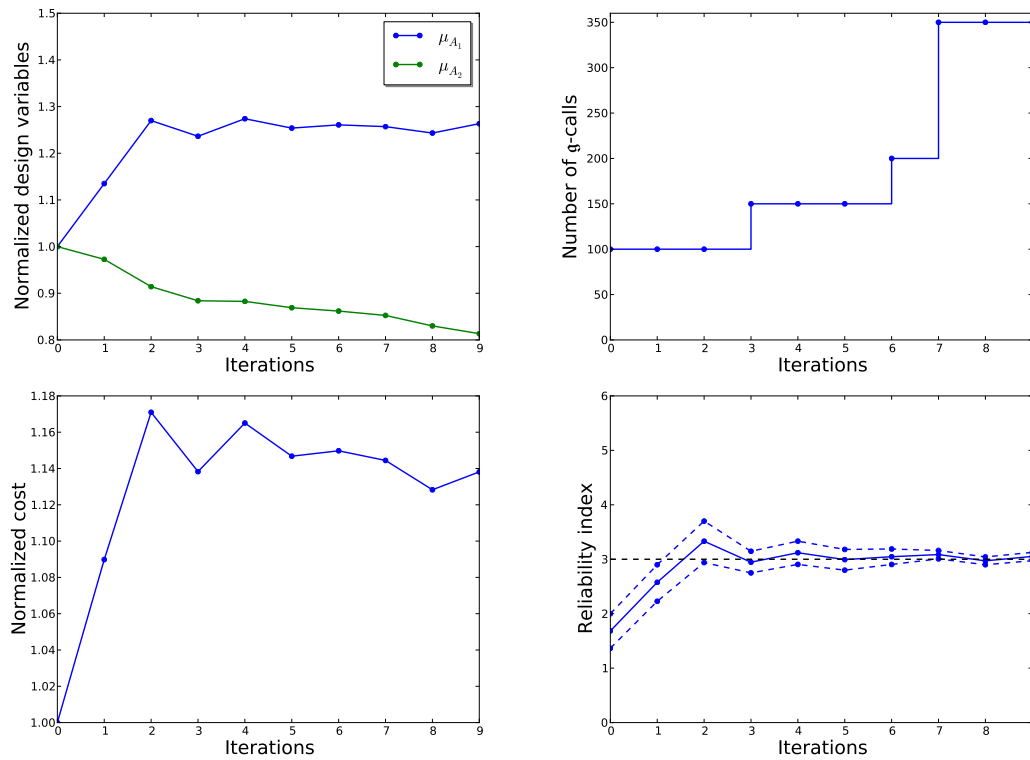 Normalized design variables
1.5
1.4
1.3
1.2
1.1
1.0
0.9
0.8
μ_{A_1}
μ_{A_2}
0 1 2 3 4 5 6 7 8 9
Iterations
Number of g-calls
350
300
250
200
150
100
50
0
0 1 2 3 4 5 6 7 8
Iterations
Normalized cost
1.18
1.16
1.14
1.12
1.10
1.08
1.06
1.04
1.02
1.00
0 1 2 3 4 5 6 7 8 9
Iterations
Reliability index
6
5
4
3
2
1
0
0 1 2 3 4 5 6 7 8
Iterations